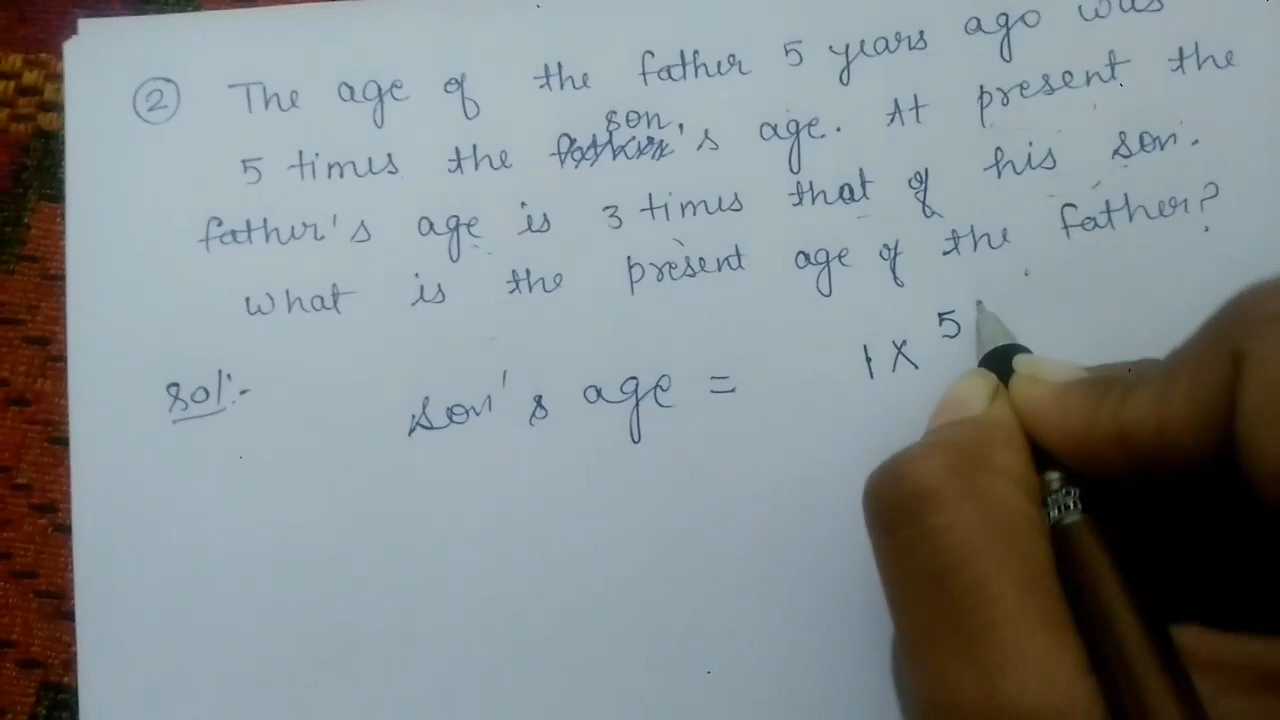 ② The age of the father 5 years ago was
5 times the son's age. At present the
father's age is 3 times that of his son.
What is the present age of the father?
Sol:- son's age = 1 × 5